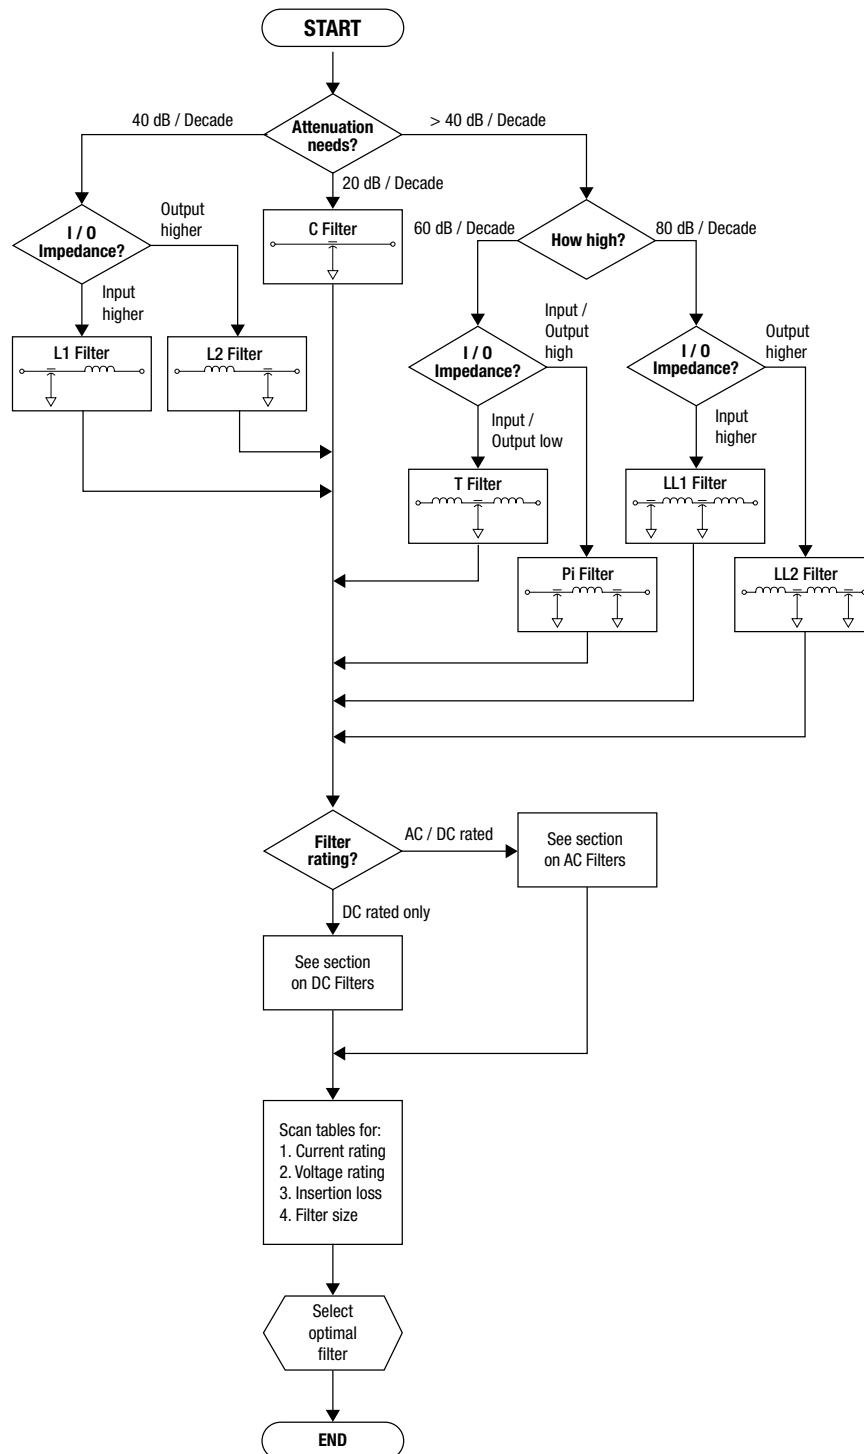 START
40 dB / Decade
Attenuation
needs?
> 40 dB / Decade
20 dB / Decade
I / O
Impedance?
Output
higher
C Filter
60 dB / Decade
How high?
80 dB / Decade
Input
higher
L1 Filter
L2 Filter
I / O
Impedance?
Input /
Output
high
I / O
Impedance?
Output
higher
Input /
Output low
Input
higher
T Filter
LL1 Filter
Pi Filter
LL2 Filter
Filter
rating?
AC / DC rated
See section
on AC Filters
DC rated only
See section
on DC Filters
Scan tables for:
1. Current rating
2. Voltage rating
3. Insertion loss
4. Filter size
Select
optimal
filter
END